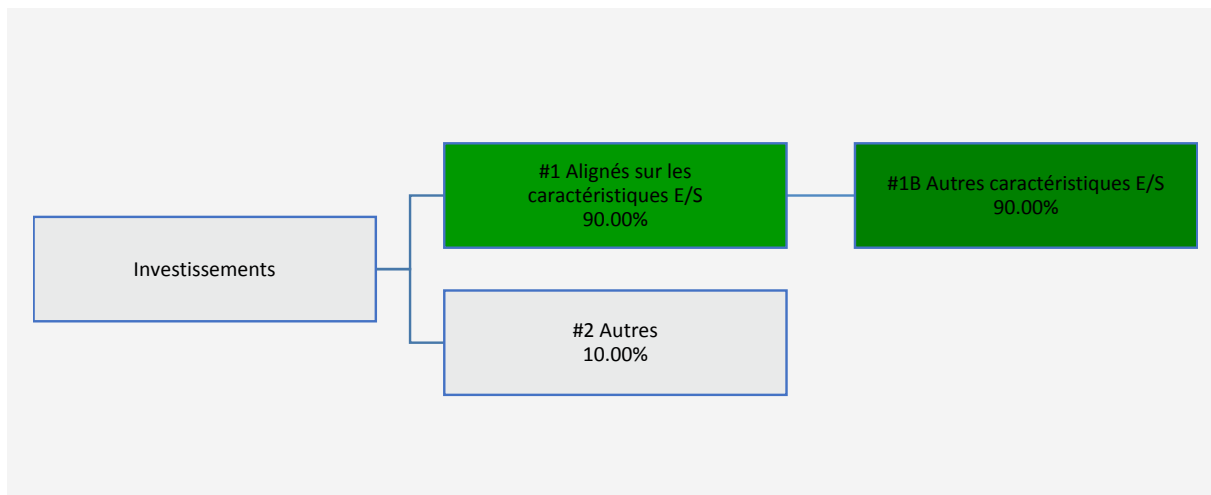 Investissements
#1 Alignés sur les
caractéristiques E/S
90.00%
#1B Autres caractéristiques E/S
90.00%
#2 Autres
10.00%